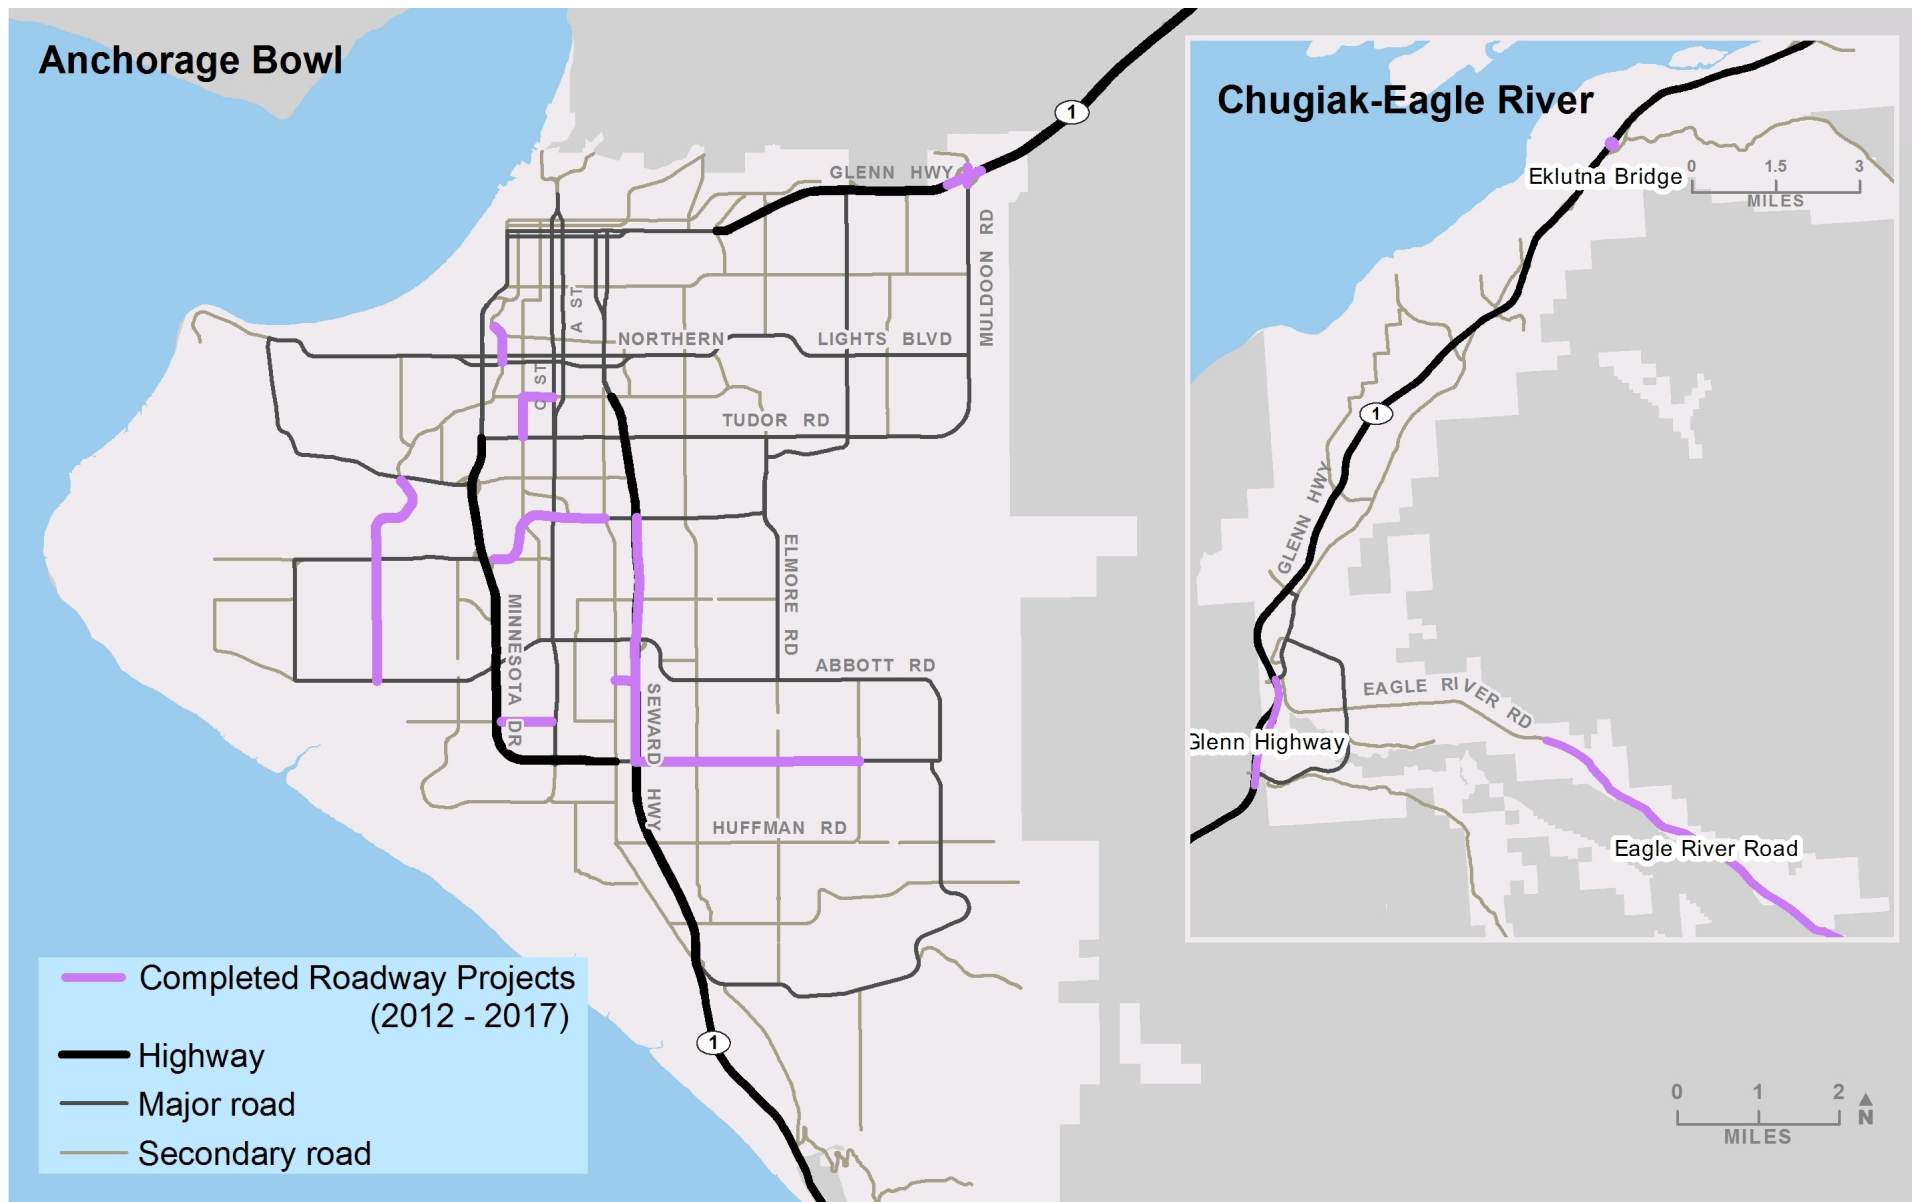 Anchorage Bowl
1
Chugiak-Eagle River
GLENN HWY
Eklutna Bridge
0 1.5 3
MILES
MULDOON RD
A ST
NORTHERN LIGHTS BLVD
C ST
TUDOR RD
1
GLENN HWY
ELMORE RD
MINNESOTA DR
ABBOTT RD
SEWARD HWY
EAGLE RIVER RD
Glenn Highway
HUFFMAN RD
Eagle River Road
Completed Roadway Projects
(2012 - 2017)
Highway
Major road
Secondary road
1
0 1 2
MILES
N